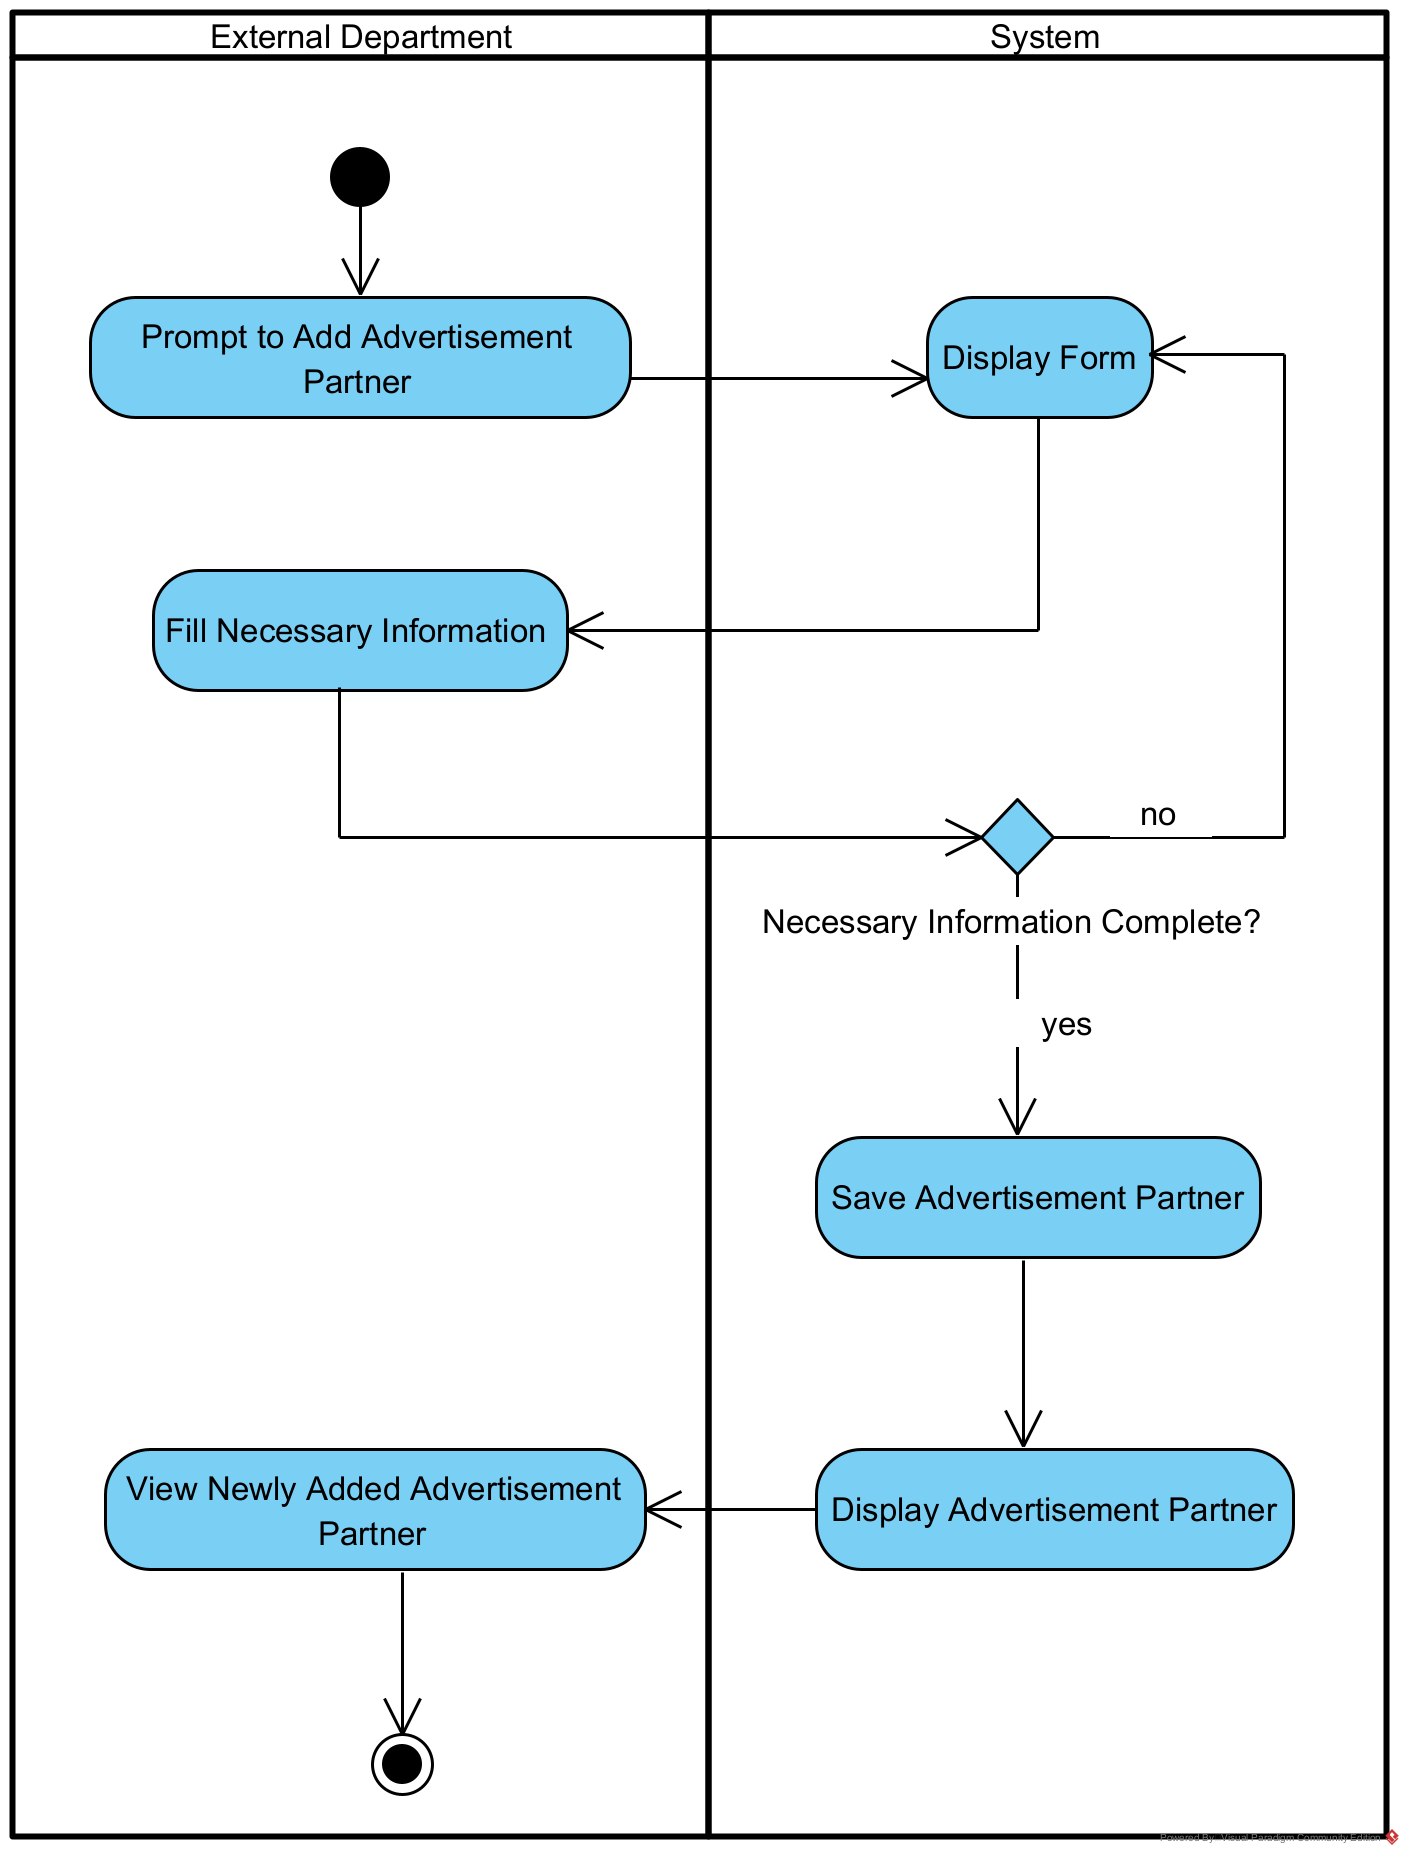 External Department
System
Prompt to Add Advertisement
Partner
Display Form
Fill Necessary Information
no
Necessary Information Complete?
yes
Save Advertisement Partner
View Newly Added Advertisement
Partner
Display Advertisement Partner
Powered By: Visual Paradigm Community Edition